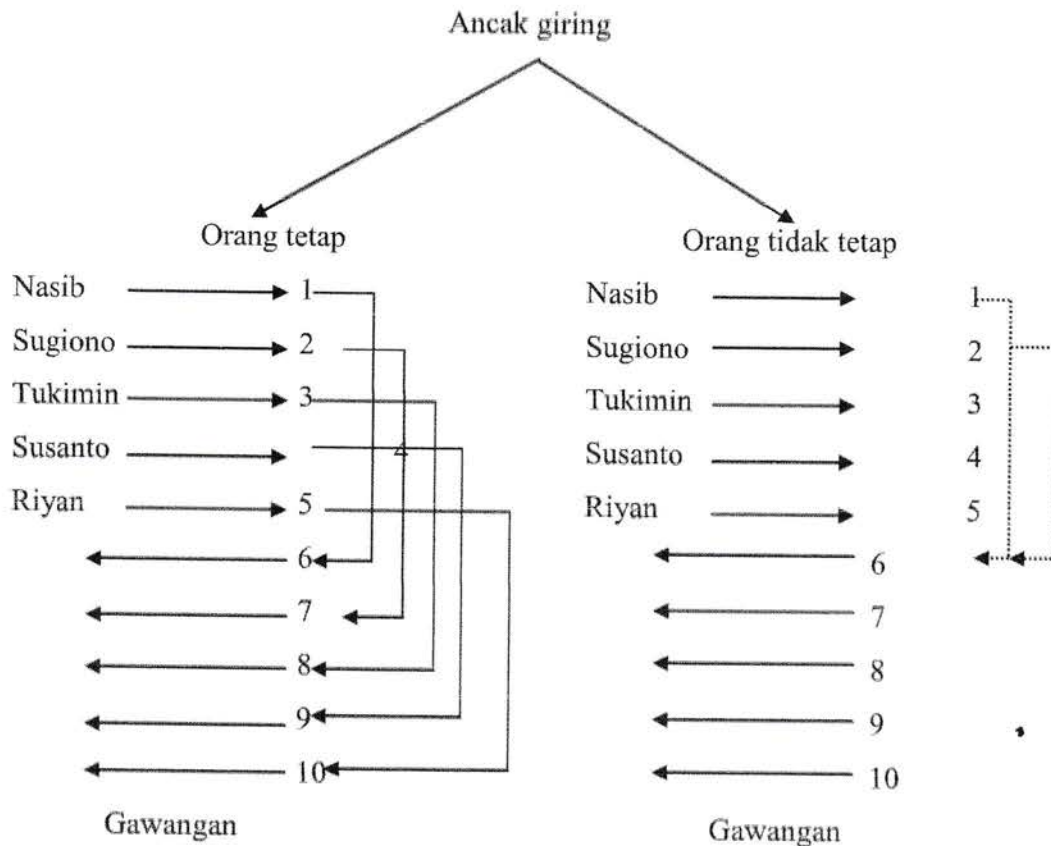 Ancak giring
Orang tetap
Nasib 1
Sugiono 2
Tukimin 3
Susanto 4
Riyan 5
6
7
8
9
10
Gawangan
Orang tidak tetap
Nasib 1
Sugiono 2
Tukimin 3
Susanto 4
Riyan 5
6
7
8
9
10
Gawangan